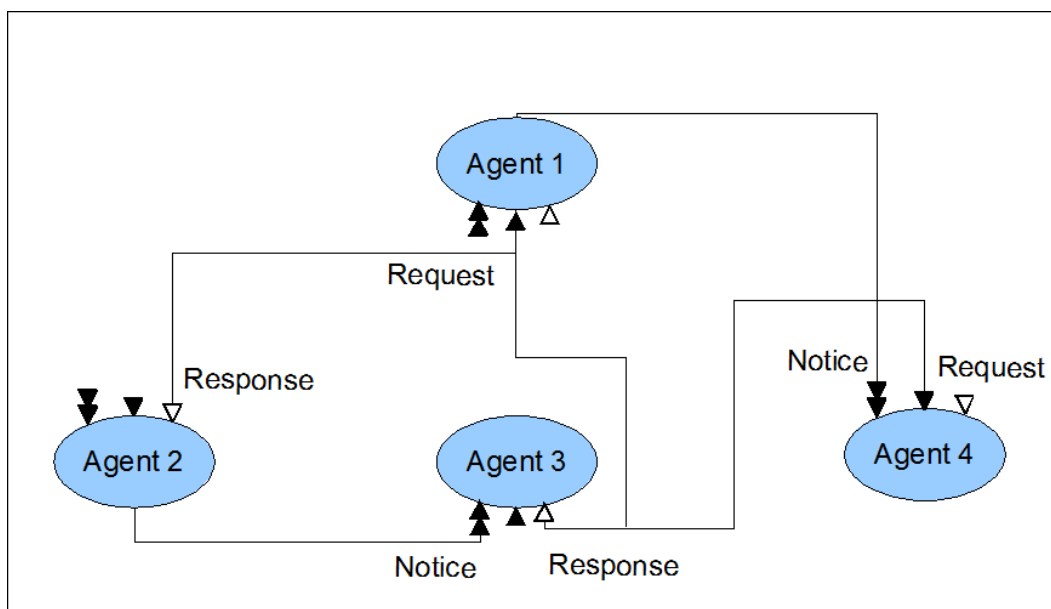 Agent 1
Request
Response
Notice
Request
Agent 2
Agent 3
Agent 4
Notice
Response